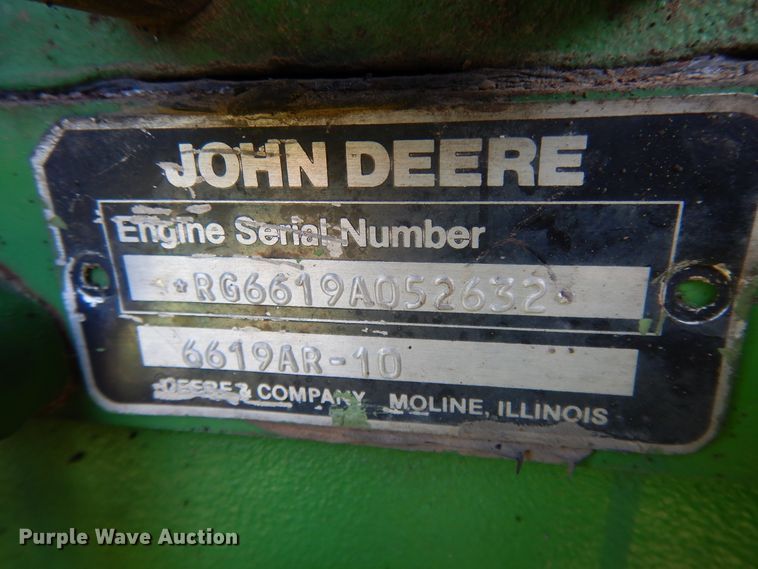 JOHN DEERE
Engine Serial Number
*RG6619A052632*
6619AR-10
DEERE & COMPANY MOLINE, ILLINOIS
Purple Wave Auction